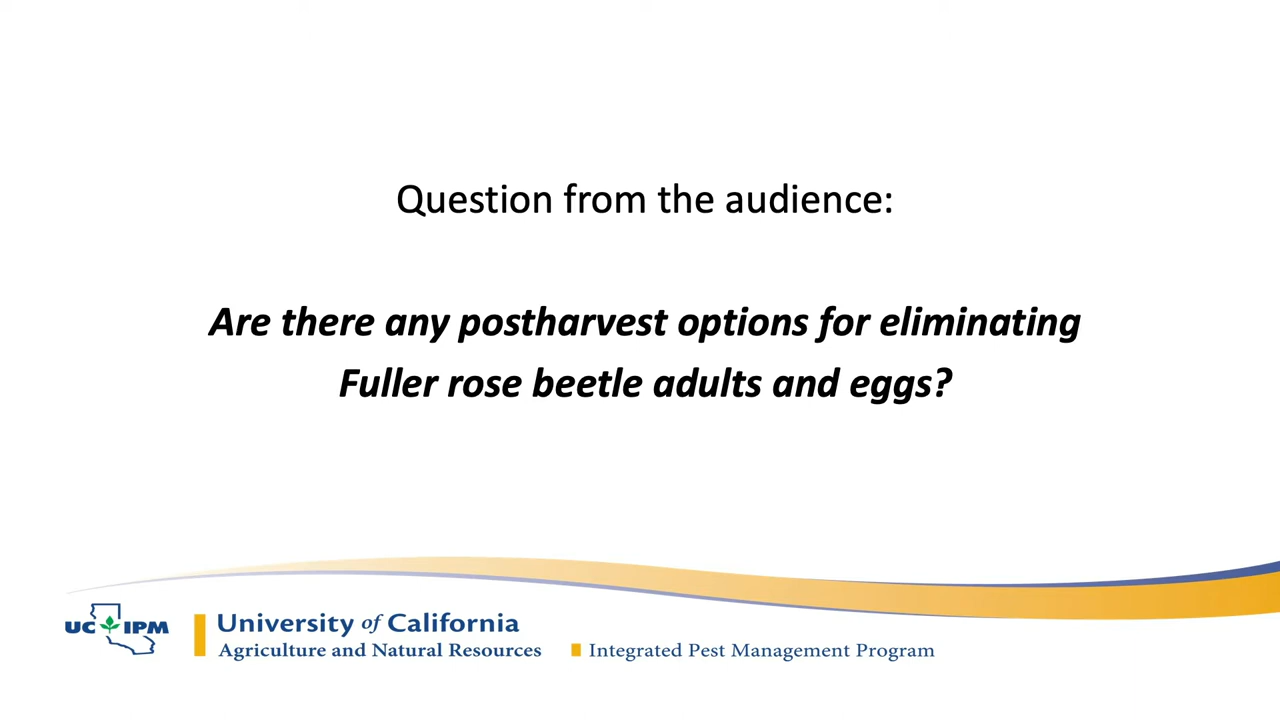 Question from the audience:
Are there any postharvest options for eliminating
Fuller rose beetle adults and eggs?
UC IPM
University of California
Agriculture and Natural Resources
Integrated Pest Management Program